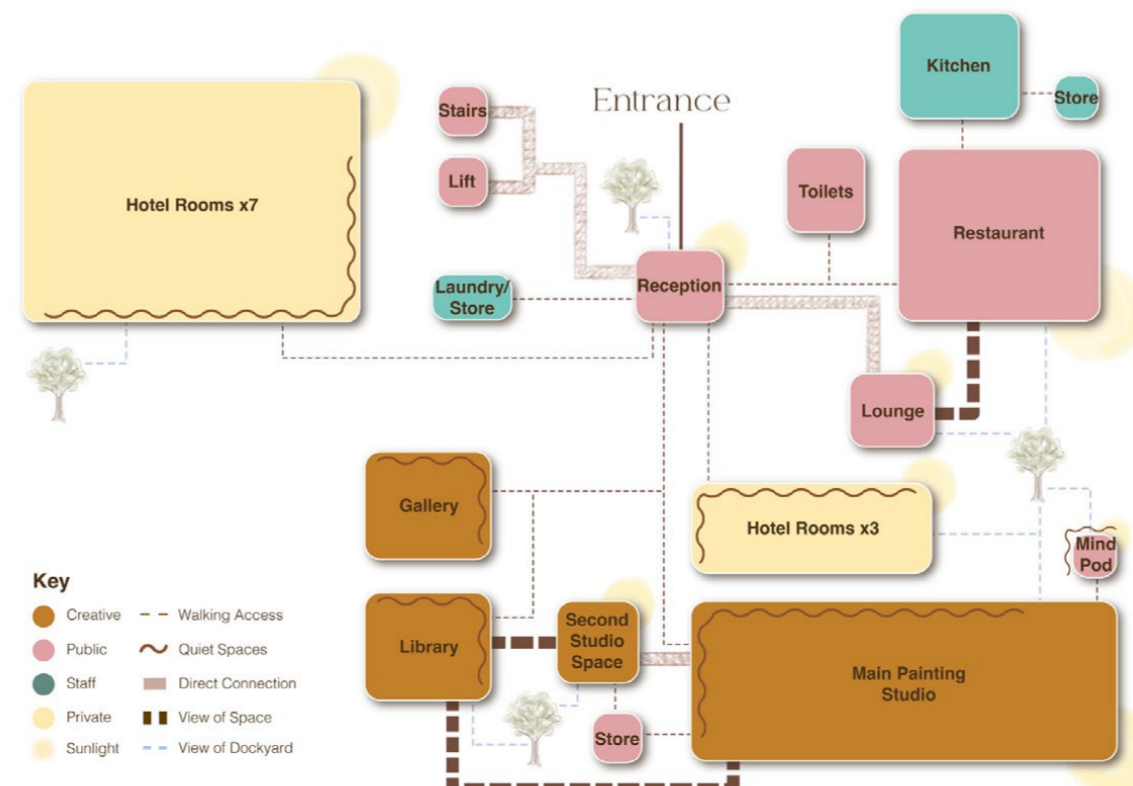 Entrance
Kitchen
Store
Stairs
Lift
Toilets
Hotel Rooms x7
Restaurant
Reception
Laundry/
Store
Lounge
Gallery
Hotel Rooms x3
Mind
Pod
Library
Second
Studio
Space
Main Painting
Studio
Store
Key
Creative
Walking Access
Public
Quiet Spaces
Staff
Direct Connection
Private
View of Space
Sunlight
View of Dockyard